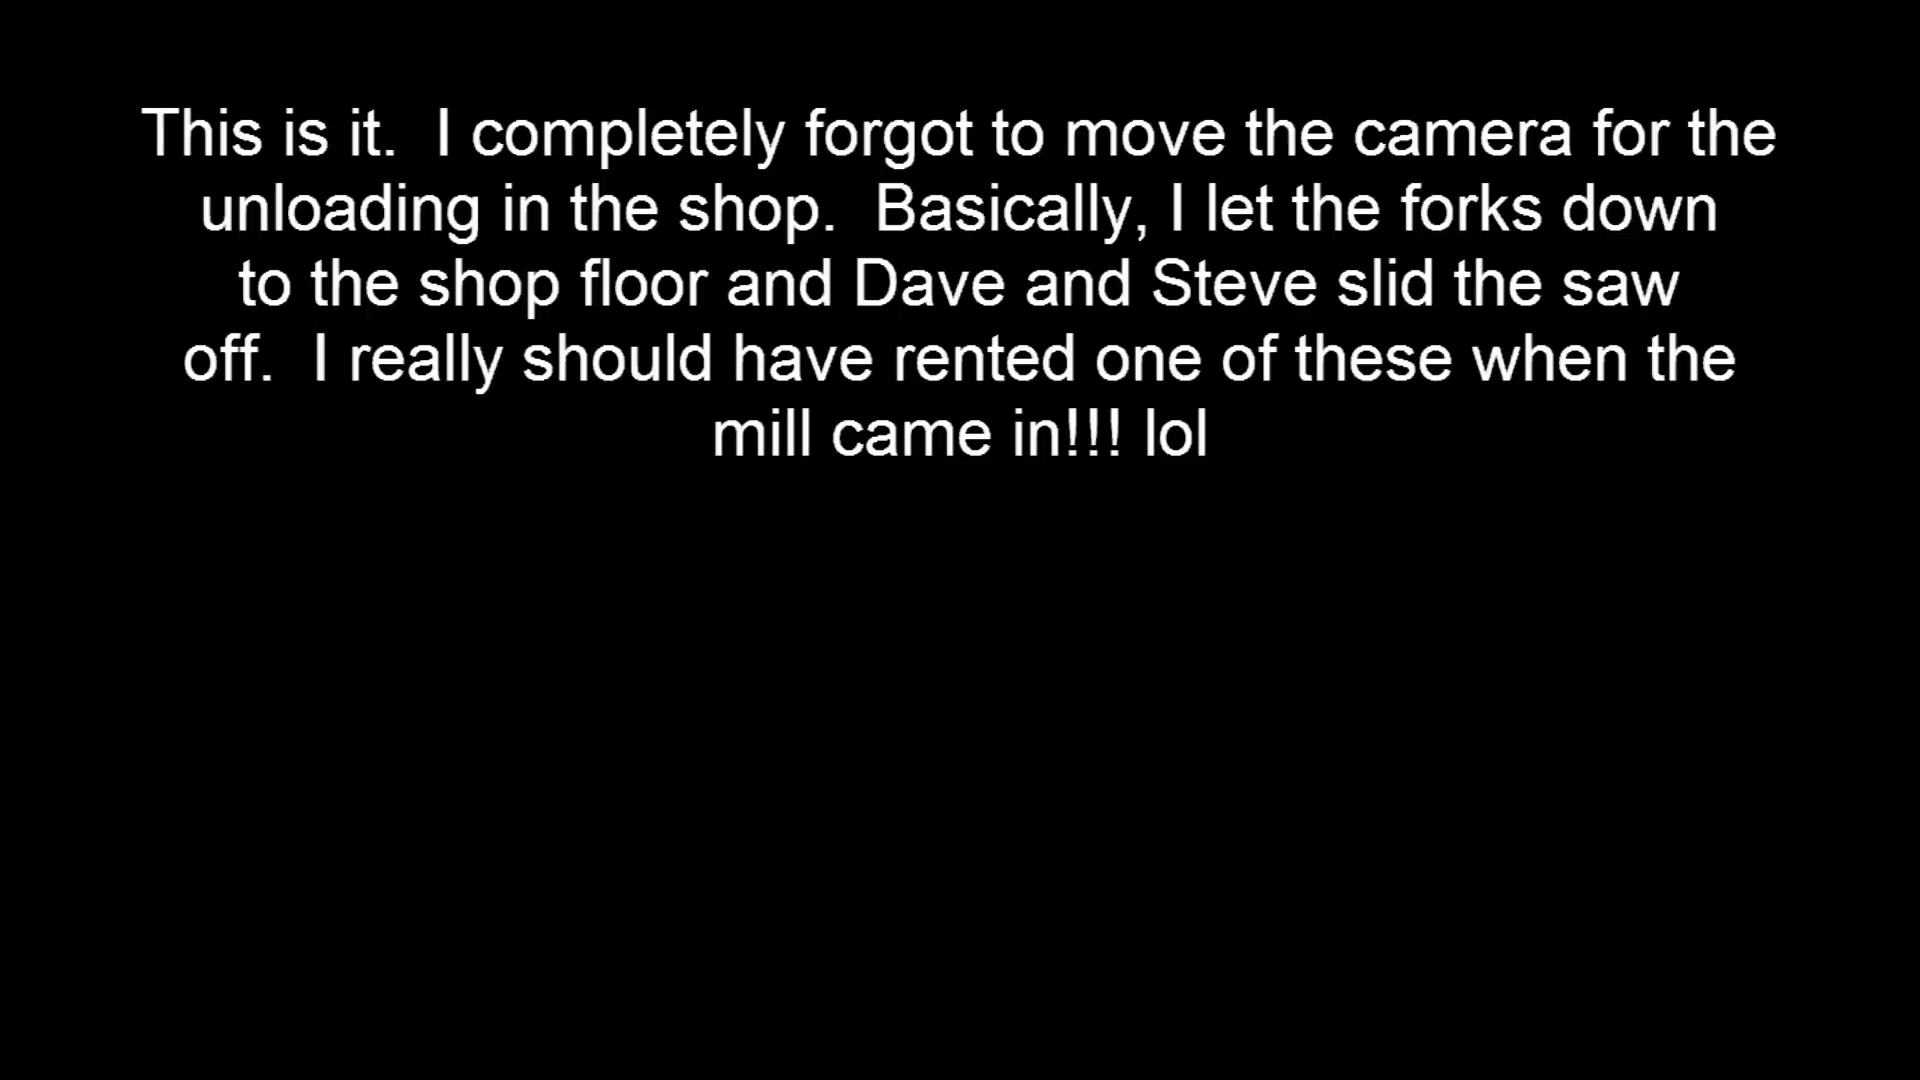 This is it.  I completely forgot to move the camera for the
unloading in the shop.  Basically, I let the forks down
to the shop floor and Dave and Steve slid the saw
off.  I really should have rented one of these when the
mill came in!!! lol